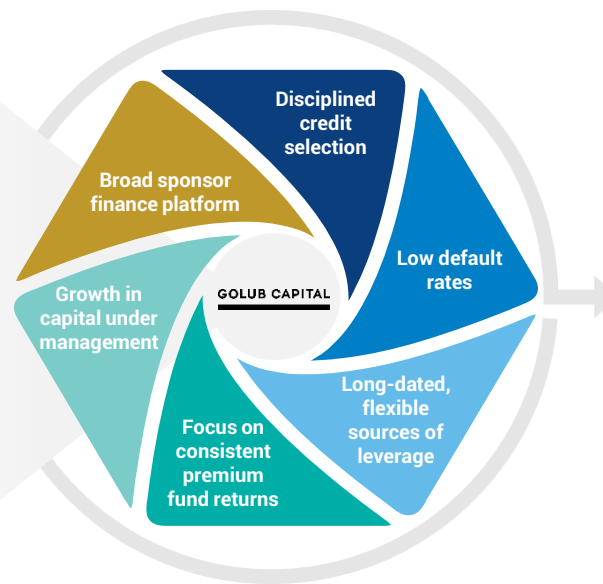 Disciplined
credit
selection
Broad sponsor
finance platform
Low default
rates
GOLUB CAPITAL
Growth in
capital under
management
Long-dated,
flexible
sources of
leverage
Focus on
consistent
premium
fund returns